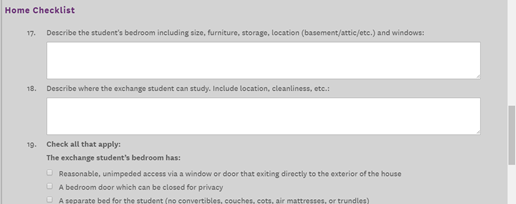 Home Checklist
17. Describe the student's bedroom including size, furniture, storage, location (basement/attic/etc.) and windows:
18. Describe where the exchange student can study. Include location, cleanliness, etc.:
19. Check all that apply:
The exchange student's bedroom has:
Reasonable, unimpeded access via a window or door that exiting directly to the exterior of the house
A bedroom door which can be closed for privacy
A separate bed for the student (no convertibles, couches, cots, air mattresses, or trundles)